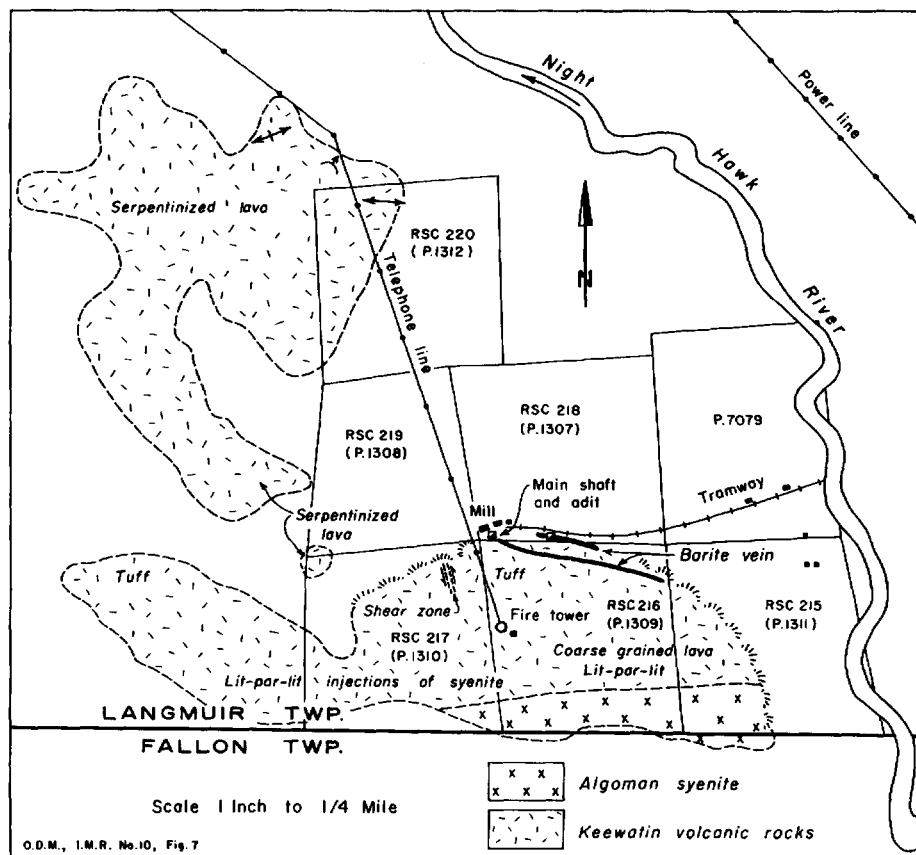 Night
Hawk
River
Power line
Serpentinized lava
RSC 220
(P.1312)
N
Telephone line
RSC 219
(P.1308)
RSC 218
(P.1307)
P.7079
Main shaft
and adit
Tramway
Mill
Serpentinized
lava
Barite vein
Tuff
Tuff
Shear zone
Fire tower
RSC 216
(P.1309)
RSC 215
(P.1311)
RSC 217
(P.1310)
Coarse grained lava
Lit-par-lit
Lit-par-lit injections of syenite
LANGMUIR TWP.
FALLON TWP.
Scale 1 Inch to 1/4 Mile
x x x
x x x
Algoman syenite
Keewatin volcanic rocks
O.D.M., I.M.R. No.10, Fig.7